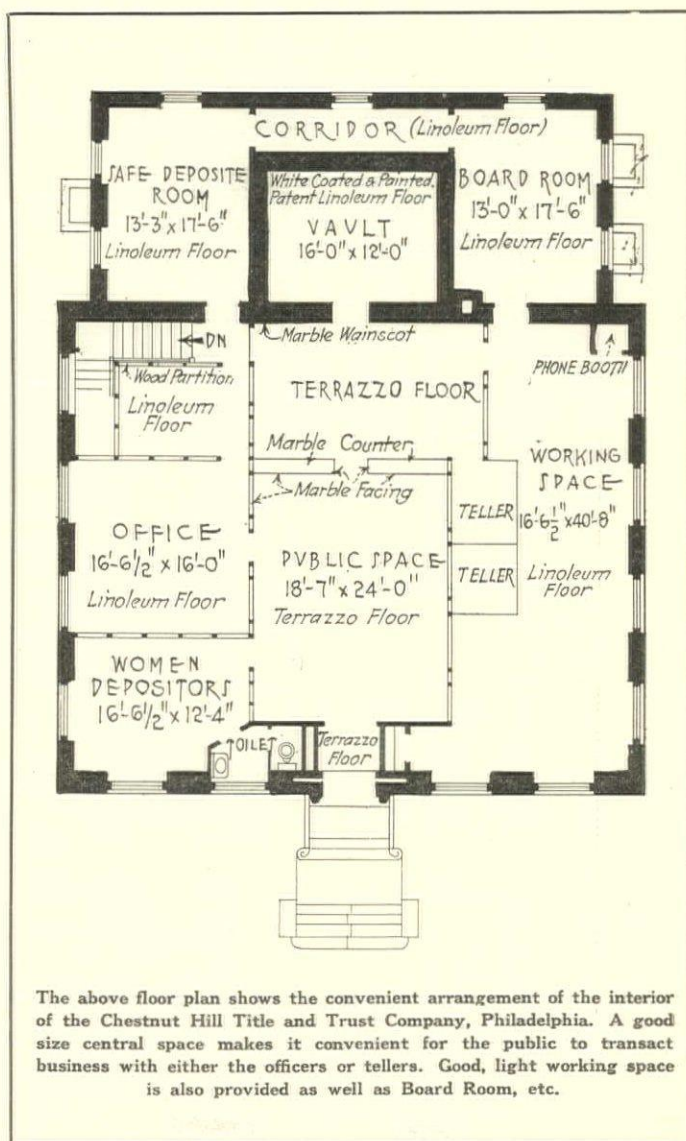 CORRIDOR (Linoleum Floor)
SAFE DEPOSITE
ROOM
13'-3" x 17'-6"
Linoleum Floor
White Coated & Painted.
Patent Linoleum Floor
VAULT
16'-0" x 12'-0"
BOARD ROOM
13'-0" x 17'-6"
Linoleum Floor
DN
Marble Wainscot
PHONE BOOTH
Wood Partition
Linoleum
Floor
TERRAZZO FLOOR
Marble Counter
Marble Facing
WORKING
SPACE
16'-6½" x 40'-8"
Linoleum
Floor
TELLER
TELLER
OFFICE
16'-6½" x 16'-0"
Linoleum Floor
PVBLIC SPACE
18'-7" x 24'-0"
Terrazzo Floor
WOMEN
DEPOSITORS
16'-6½" x 12'-4"
TOILET
Terrazzo
Floor
The above floor plan shows the convenient arrangement of the interior
of the Chestnut Hill Title and Trust Company, Philadelphia. A good
size central space makes it convenient for the public to transact
business with either the officers or tellers. Good, light working space
is also provided as well as Board Room, etc.